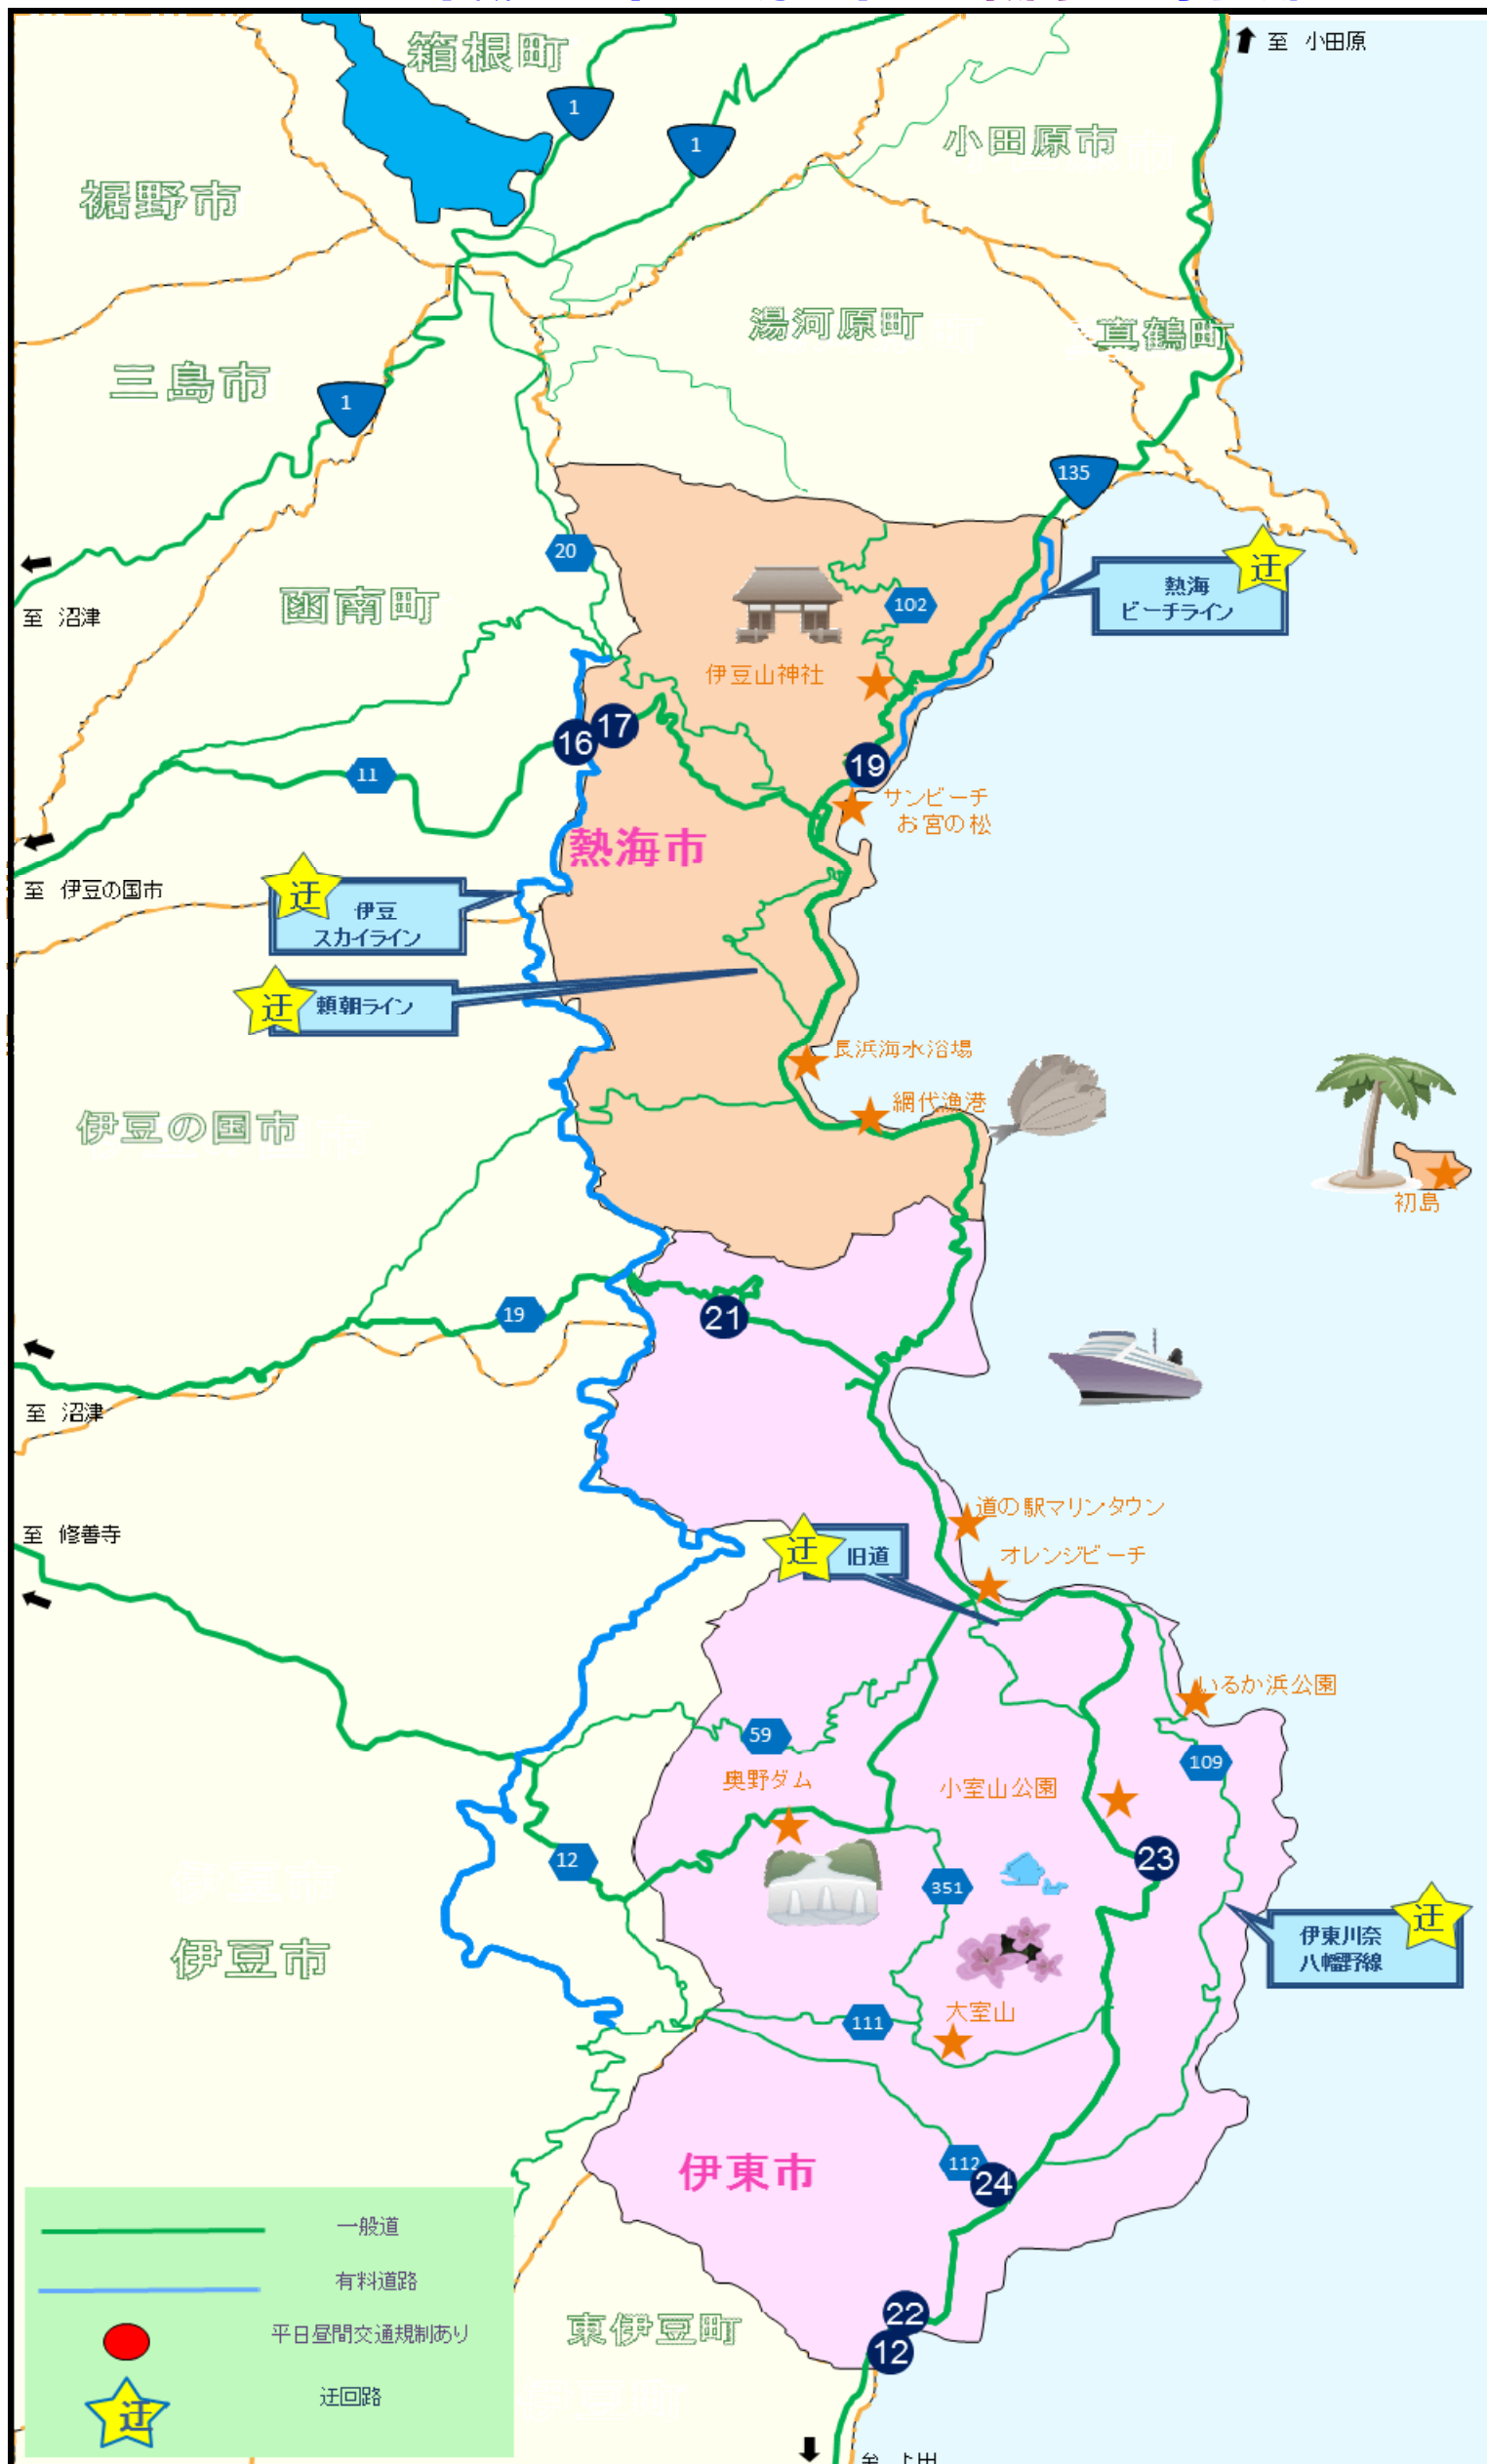 箱根町
至 小田原
1
1
小田原市
裾野市
湯河原町
真鶴町
三島市
1
135
20
迂
熱海
ビーチライン
函南町
102
至 沼津
伊豆山神社
17
16
19
11
サンビーチ
お宮の松
熱海市
至 伊豆の国市
迂
伊豆
スカイライン
迂
頼朝ライン
長浜海水浴場
網代漁港
伊豆の国市
初島
19
21
至 沼津
道の駅マリンタウン
至 修善寺
迂
旧道
オレンジビーチ
いるか浜公園
59
109
奥野ダム
小室山公園
12
23
351
迂
伊東川奈
八幡野線
伊豆市
大室山
111
伊東市
112
24
一般道
有料道路
22
東伊豆町
平日昼間交通規制あり
12
迂
迂回路